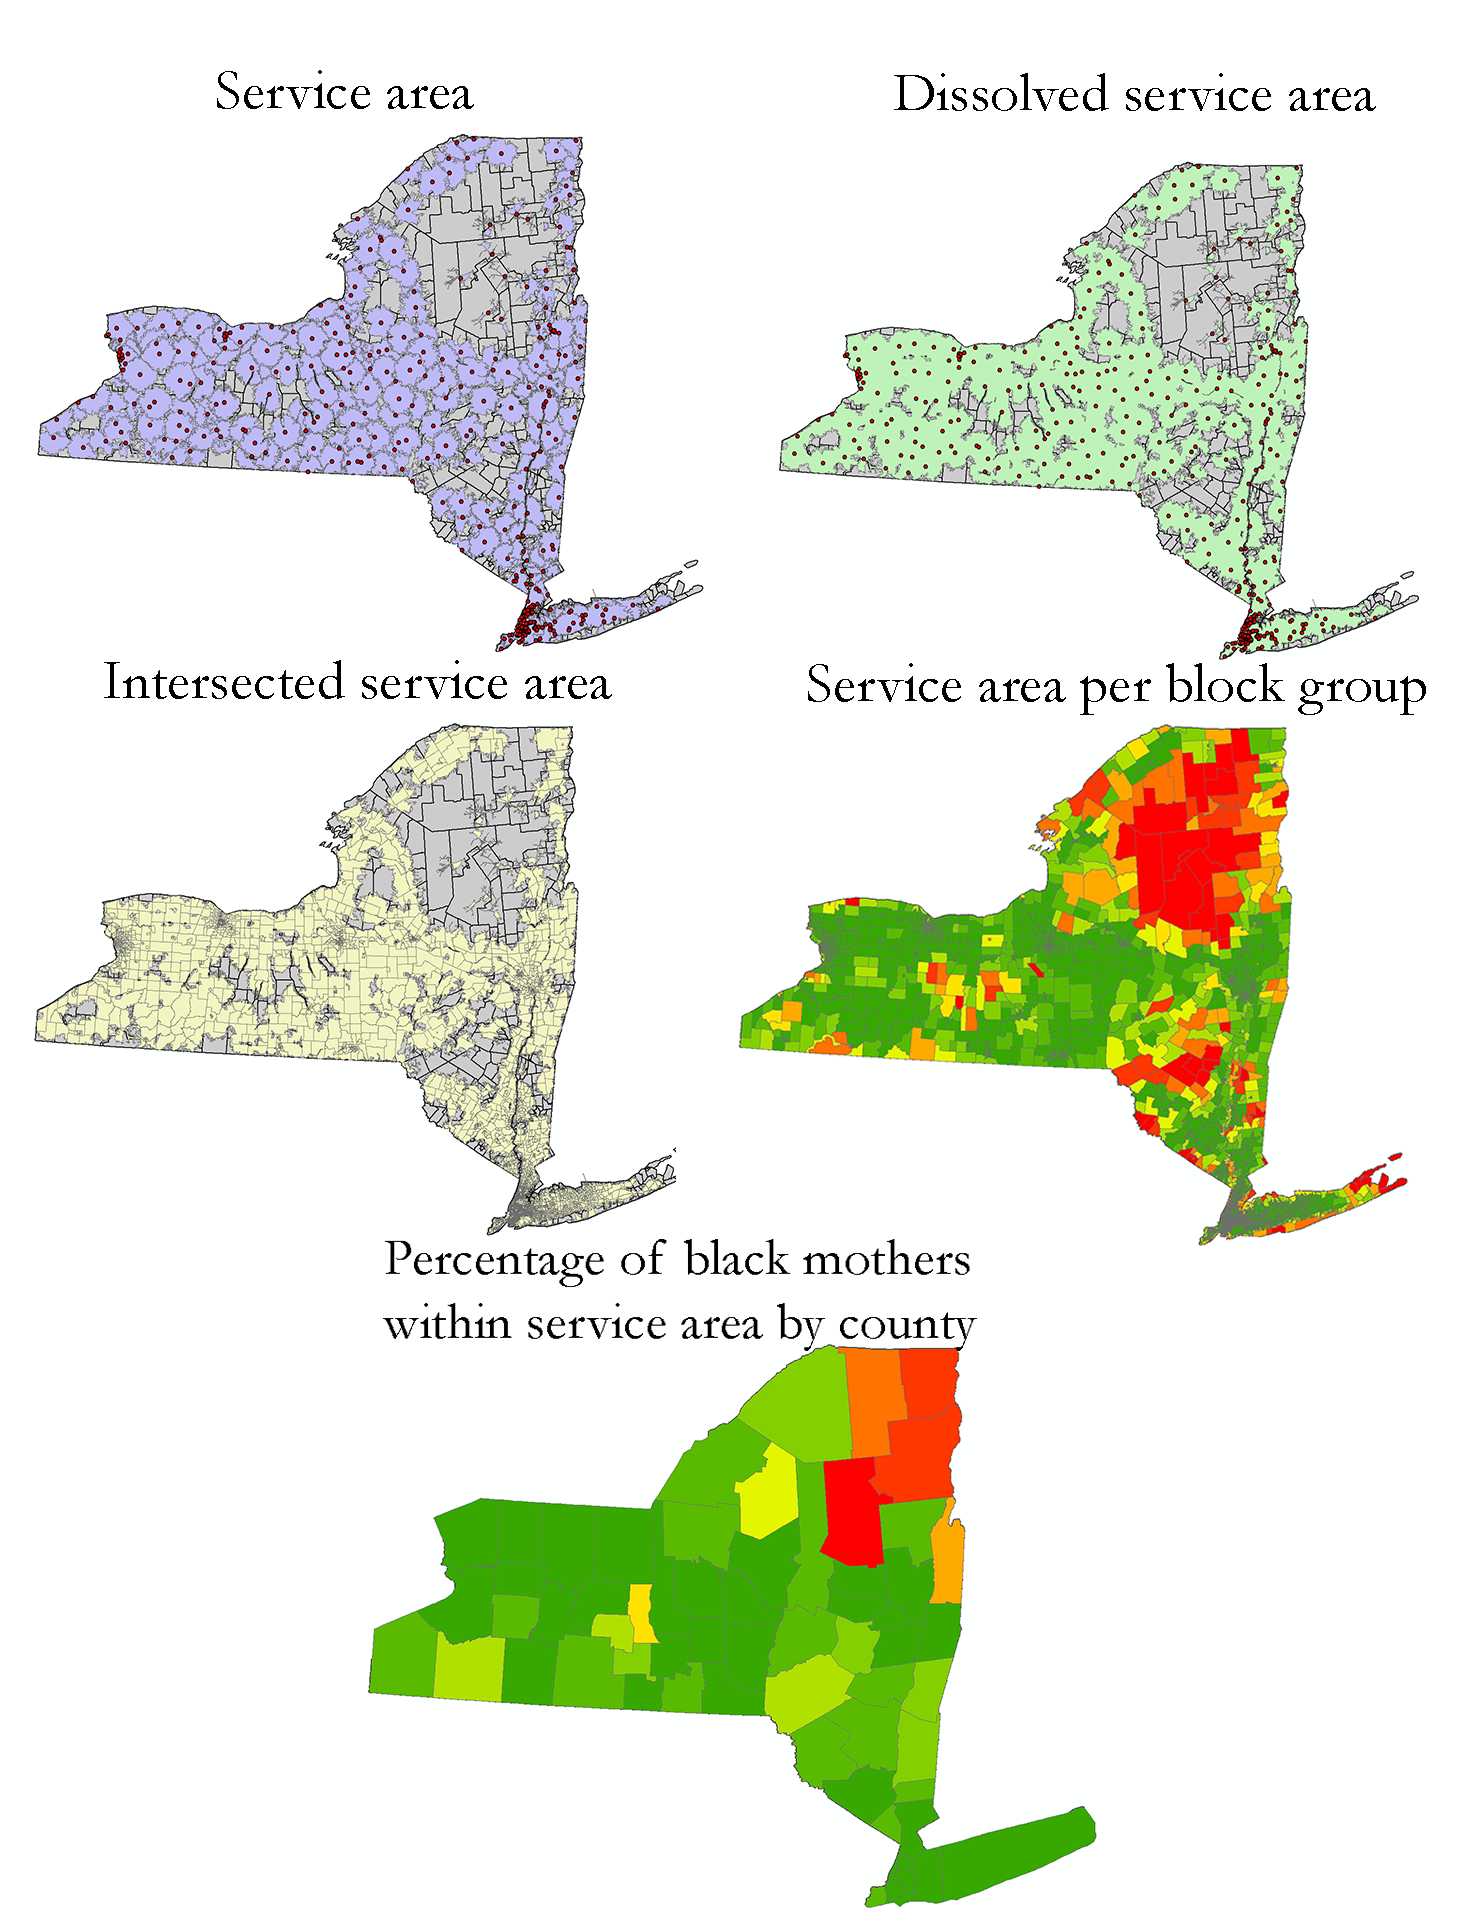 Service area
Dissolved service area
Intersected service area
Service area per block group
Percentage of black mothers
within service area by county